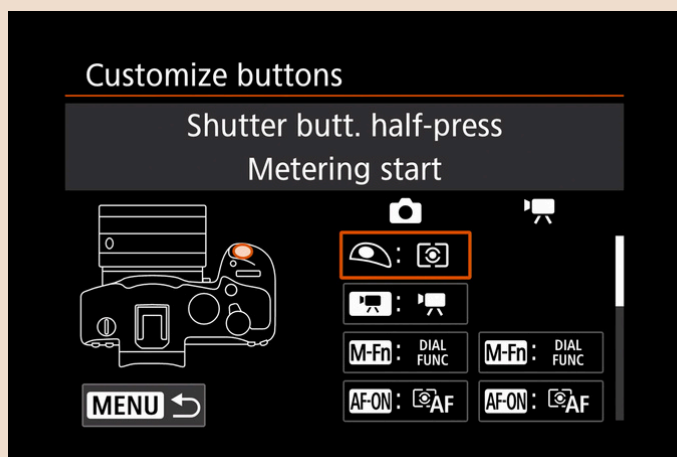 Customize buttons
Shutter butt. half-press
Metering start
M-Fn : DIAL FUNC M-Fn : DIAL FUNC
MENU AF-ON : AF AF-ON : AF